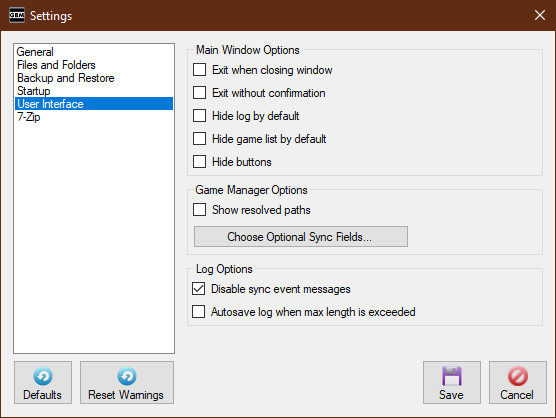 GBM Settings
General
Files and Folders
Backup and Restore
Startup
User Interface
7-Zip
Main Window Options
Exit when closing window
Exit without confirmation
Hide log by default
Hide game list by default
Hide buttons
Game Manager Options
Show resolved paths
Choose Optional Sync Fields...
Log Options
Disable sync event messages
Autosave log when max length is exceeded
Defaults
Reset Warnings
Save
Cancel